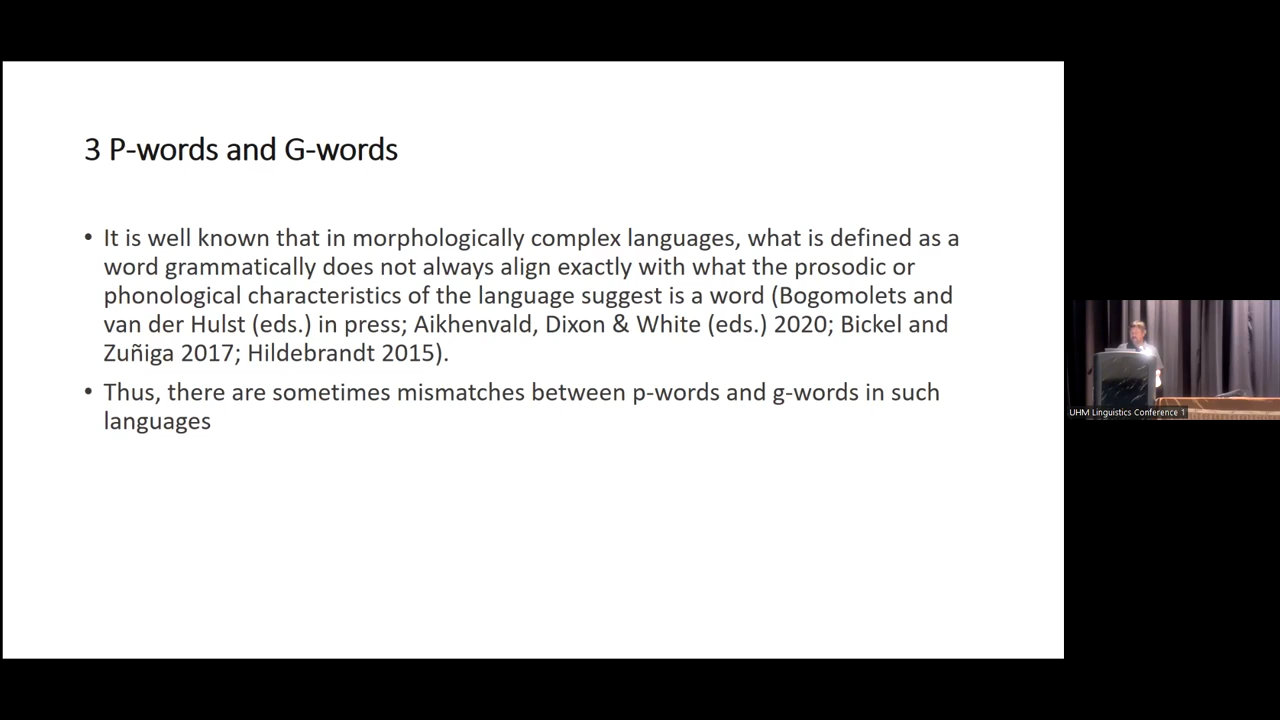 3 P-words and G-words
• It is well known that in morphologically complex languages, what is defined as a
word grammatically does not always align exactly with what the prosodic or
phonological characteristics of the language suggest is a word (Bogomolets and
van der Hulst (eds.) in press; Aikhenvald, Dixon & White (eds.) 2020; Bickel and
Zuñiga 2017; Hildebrandt 2015).
• Thus, there are sometimes mismatches between p-words and g-words in such
languages
UHM Linguistics Conference 1